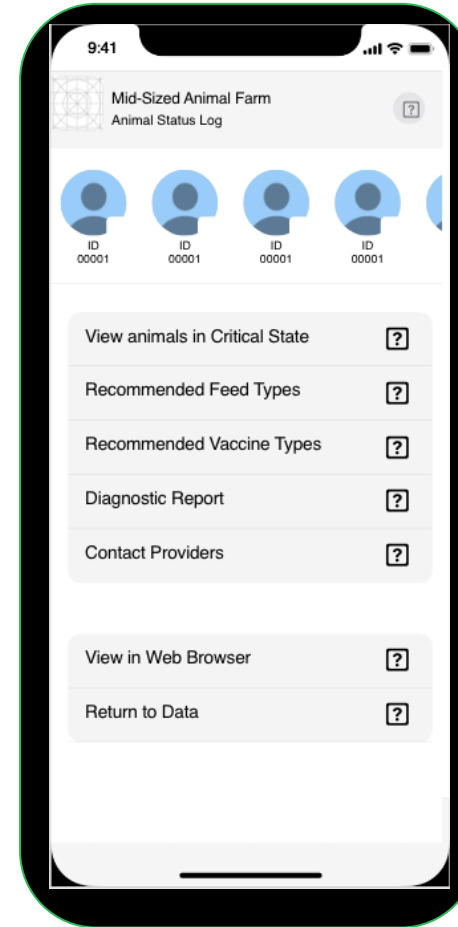 9:41
Mid-Sized Animal Farm
Animal Status Log
?
ID ID ID ID
00001 00001 00001 00001
View animals in Critical State ?
Recommended Feed Types ?
Recommended Vaccine Types ?
Diagnostic Report ?
Contact Providers ?
View in Web Browser ?
Return to Data ?